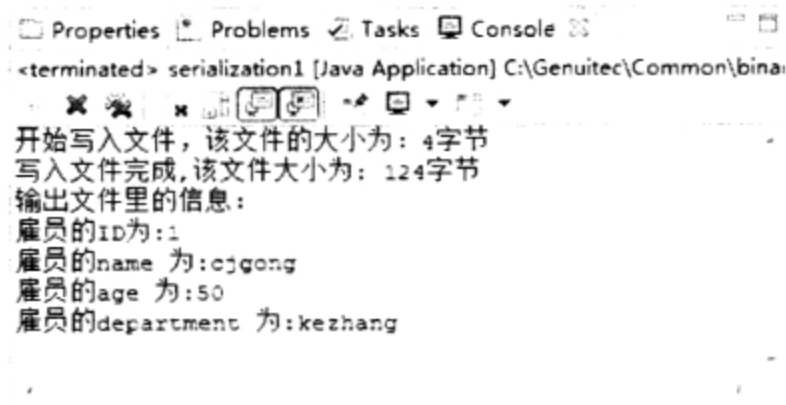 Properties Problems Tasks Console
<terminated> serialization1 [Java Application] C:\Genuitec\Common\bina
开始写入文件，该文件的大小为: 4字节
写入文件完成,该文件大小为: 124字节
输出文件里的信息:
雇员的ID为:1
雇员的name 为:cjgong
雇员的age 为:50
雇员的department 为:kezhang